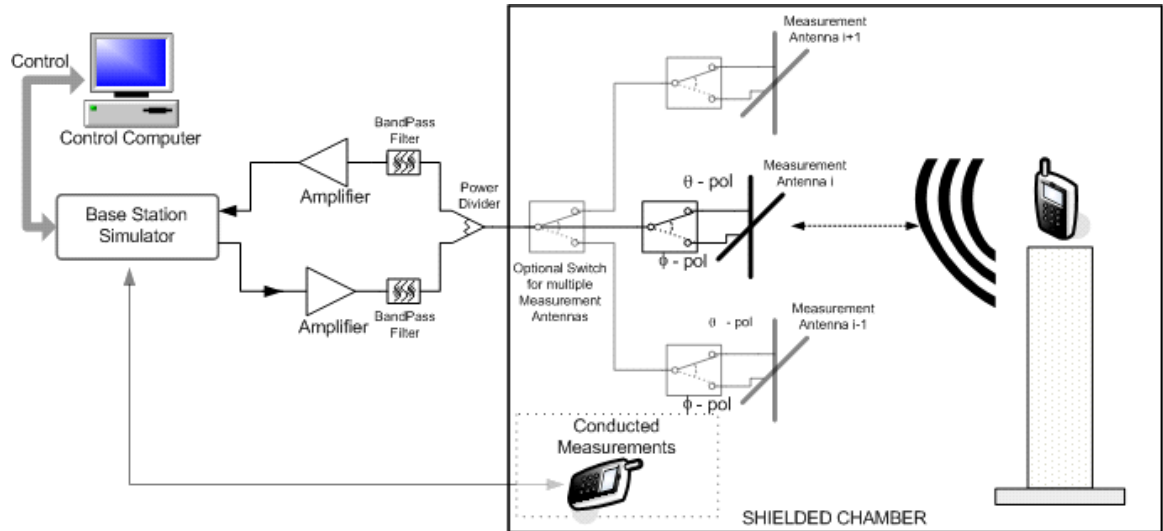 Control
Control Computer
BandPass
Filter
Amplifier
Base Station
Simulator
Power
Divider
Amplifier
BandPass
Filter
Measurement
Antenna i+1
Measurement
Antenna i
θ - pol
ϕ - pol
Optional Switch
for multiple
Measurement
Antennas
θ - pol
Measurement
Antenna i-1
ϕ - pol
Conducted
Measurements
SHIELDED CHAMBER